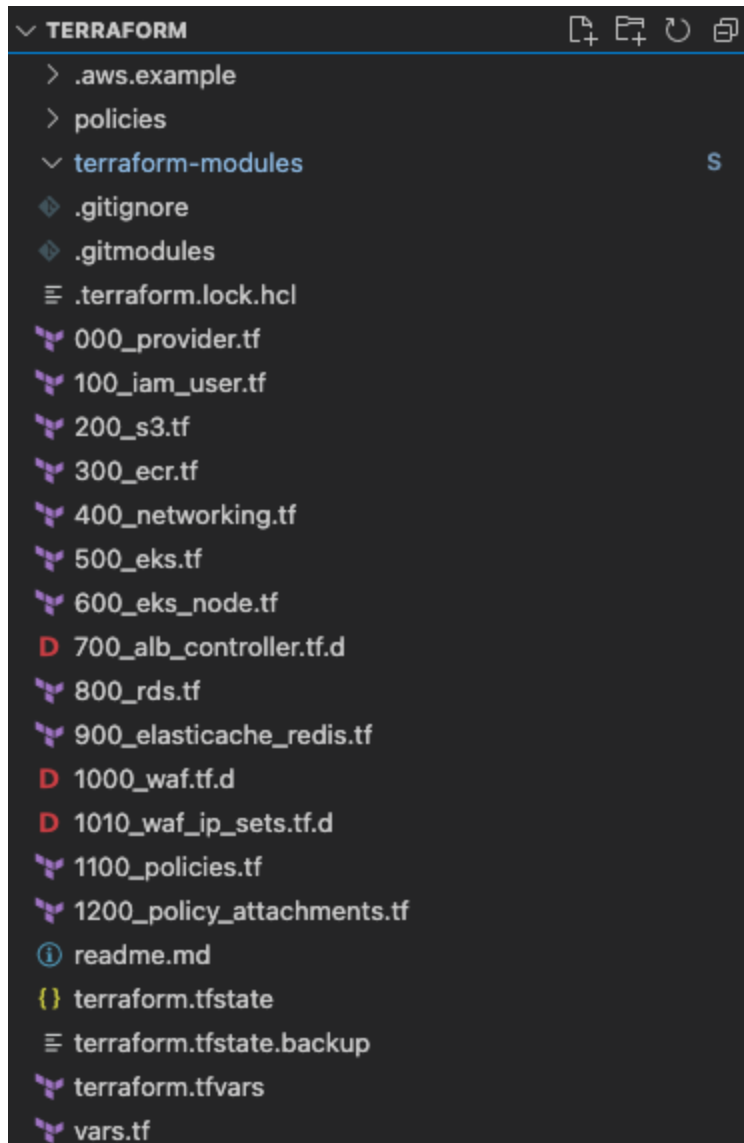 TERRAFORM
.aws.example
policies
terraform-modules S
.gitignore
.gitmodules
.terraform.lock.hcl
000_provider.tf
100_iam_user.tf
200_s3.tf
300_ecr.tf
400_networking.tf
500_eks.tf
600_eks_node.tf
D 700_alb_controller.tf.d
800_rds.tf
900_elasticache_redis.tf
D 1000_waf.tf.d
D 1010_waf_ip_sets.tf.d
1100_policies.tf
1200_policy_attachments.tf
readme.md
{} terraform.tfstate
terraform.tfstate.backup
terraform.tfvars
vars.tf